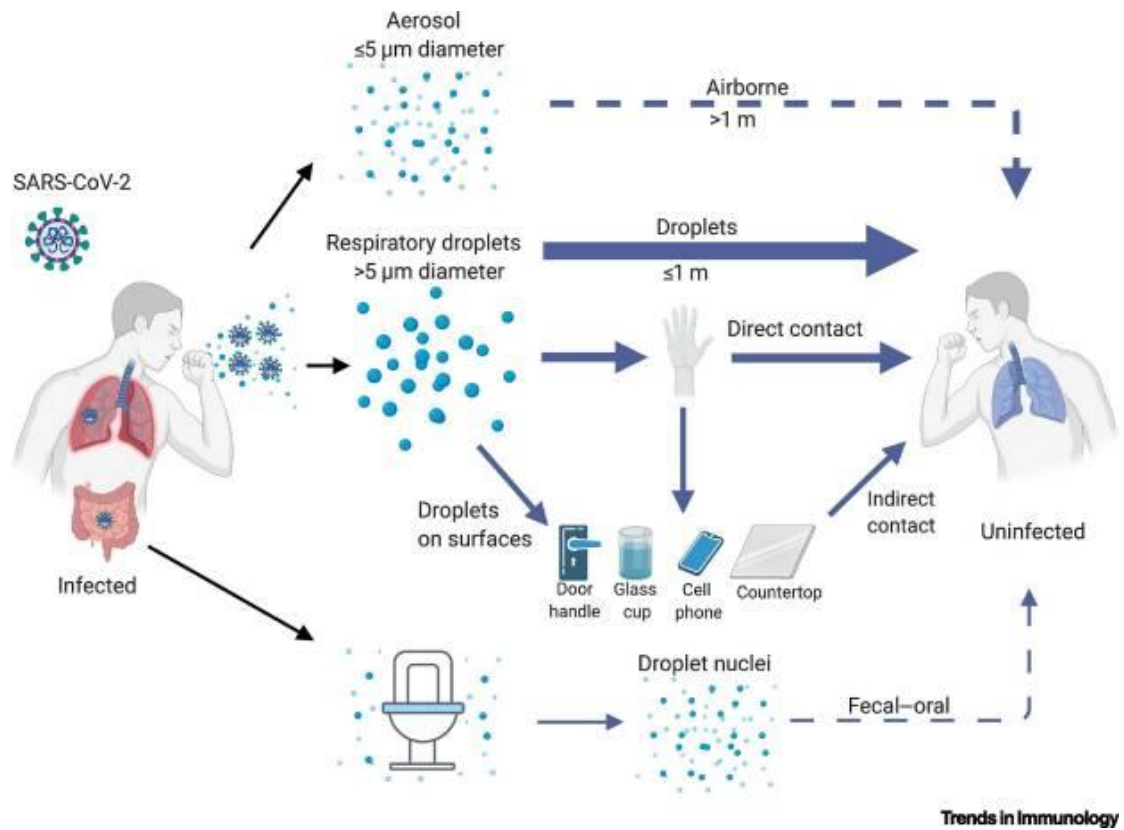 Aerosol
≤5 µm diameter
Airborne
>1 m
SARS-CoV-2
Respiratory droplets
>5 µm diameter
Droplets
≤1 m
Direct contact
Droplets
on surfaces
Indirect
contact
Uninfected
Infected
Door
handle
Glass
cup
Cell
phone
Countertop
Droplet nuclei
Fecal–oral
Trends in Immunology